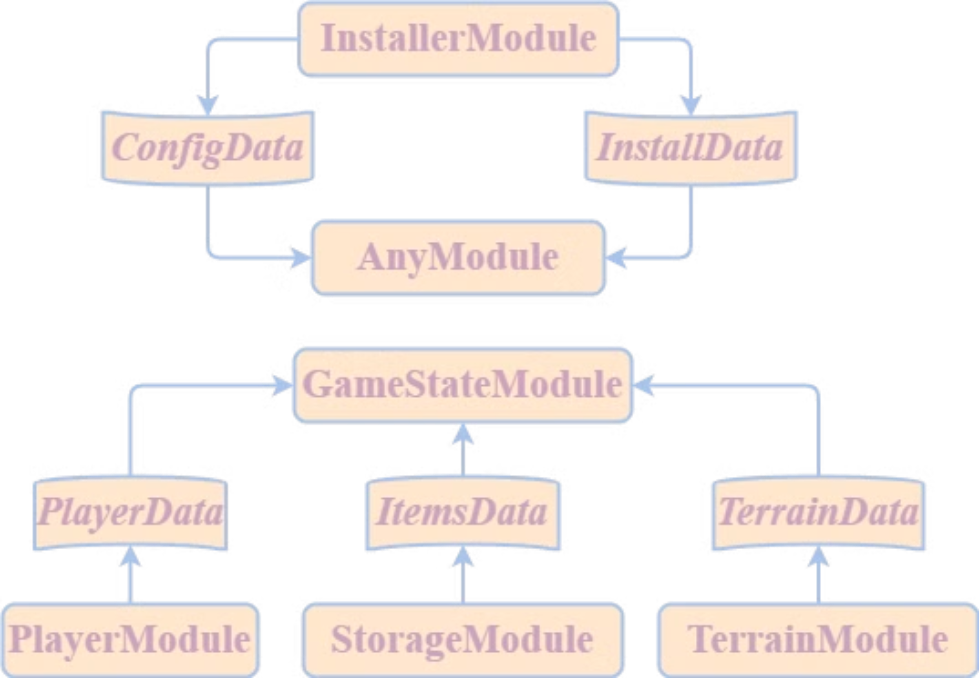 InstallerModule
ConfigData
InstallData
AnyModule
GameStateModule
PlayerData
ItemsData
TerrainData
PlayerModule
StorageModule
TerrainModule